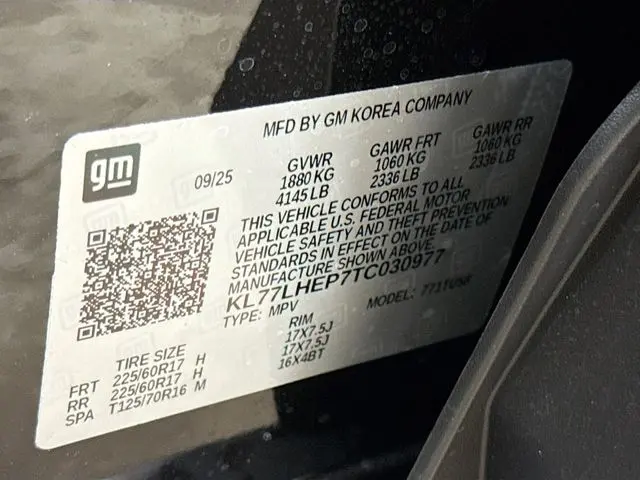 MFD BY GM KOREA COMPANY
gm
09/25
GVWR GAWR FRT GAWR RR
1880 KG 1060 KG 1060 KG
4145 LB 2336 LB 2336 LB
THIS VEHICLE CONFORMS TO ALL
APPLICABLE U.S. FEDERAL MOTOR
VEHICLE SAFETY AND THEFT PREVENTION
STANDARDS IN EFFECT ON THE DATE OF
MANUFACTURE SHOWN ABOVE.
KL77LHEP7TC030977
TYPE: MPV MODEL:
TIRE SIZE RIM
FRT 225/60R17 H 17X7.5J
RR 225/60R17 H 17X7.5J
SPA T125/70R16 M 16X4BT